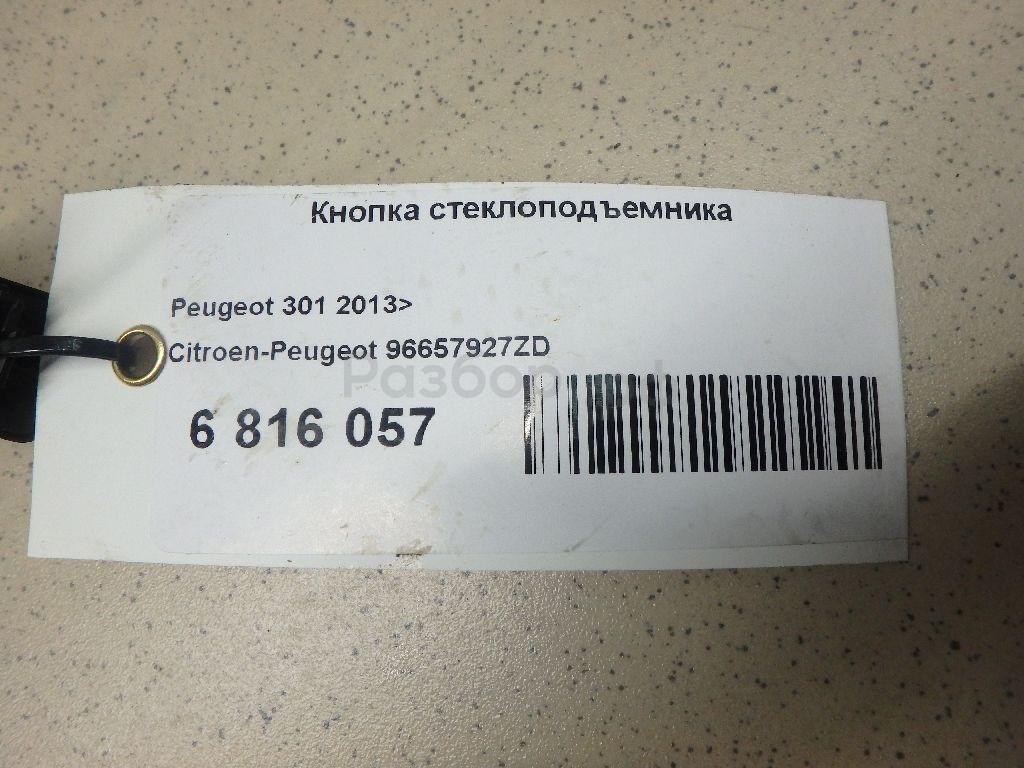 Кнопка стеклоподъемника
Peugeot 301 2013>
Citroen-Peugeot 96657927ZD
6 816 057